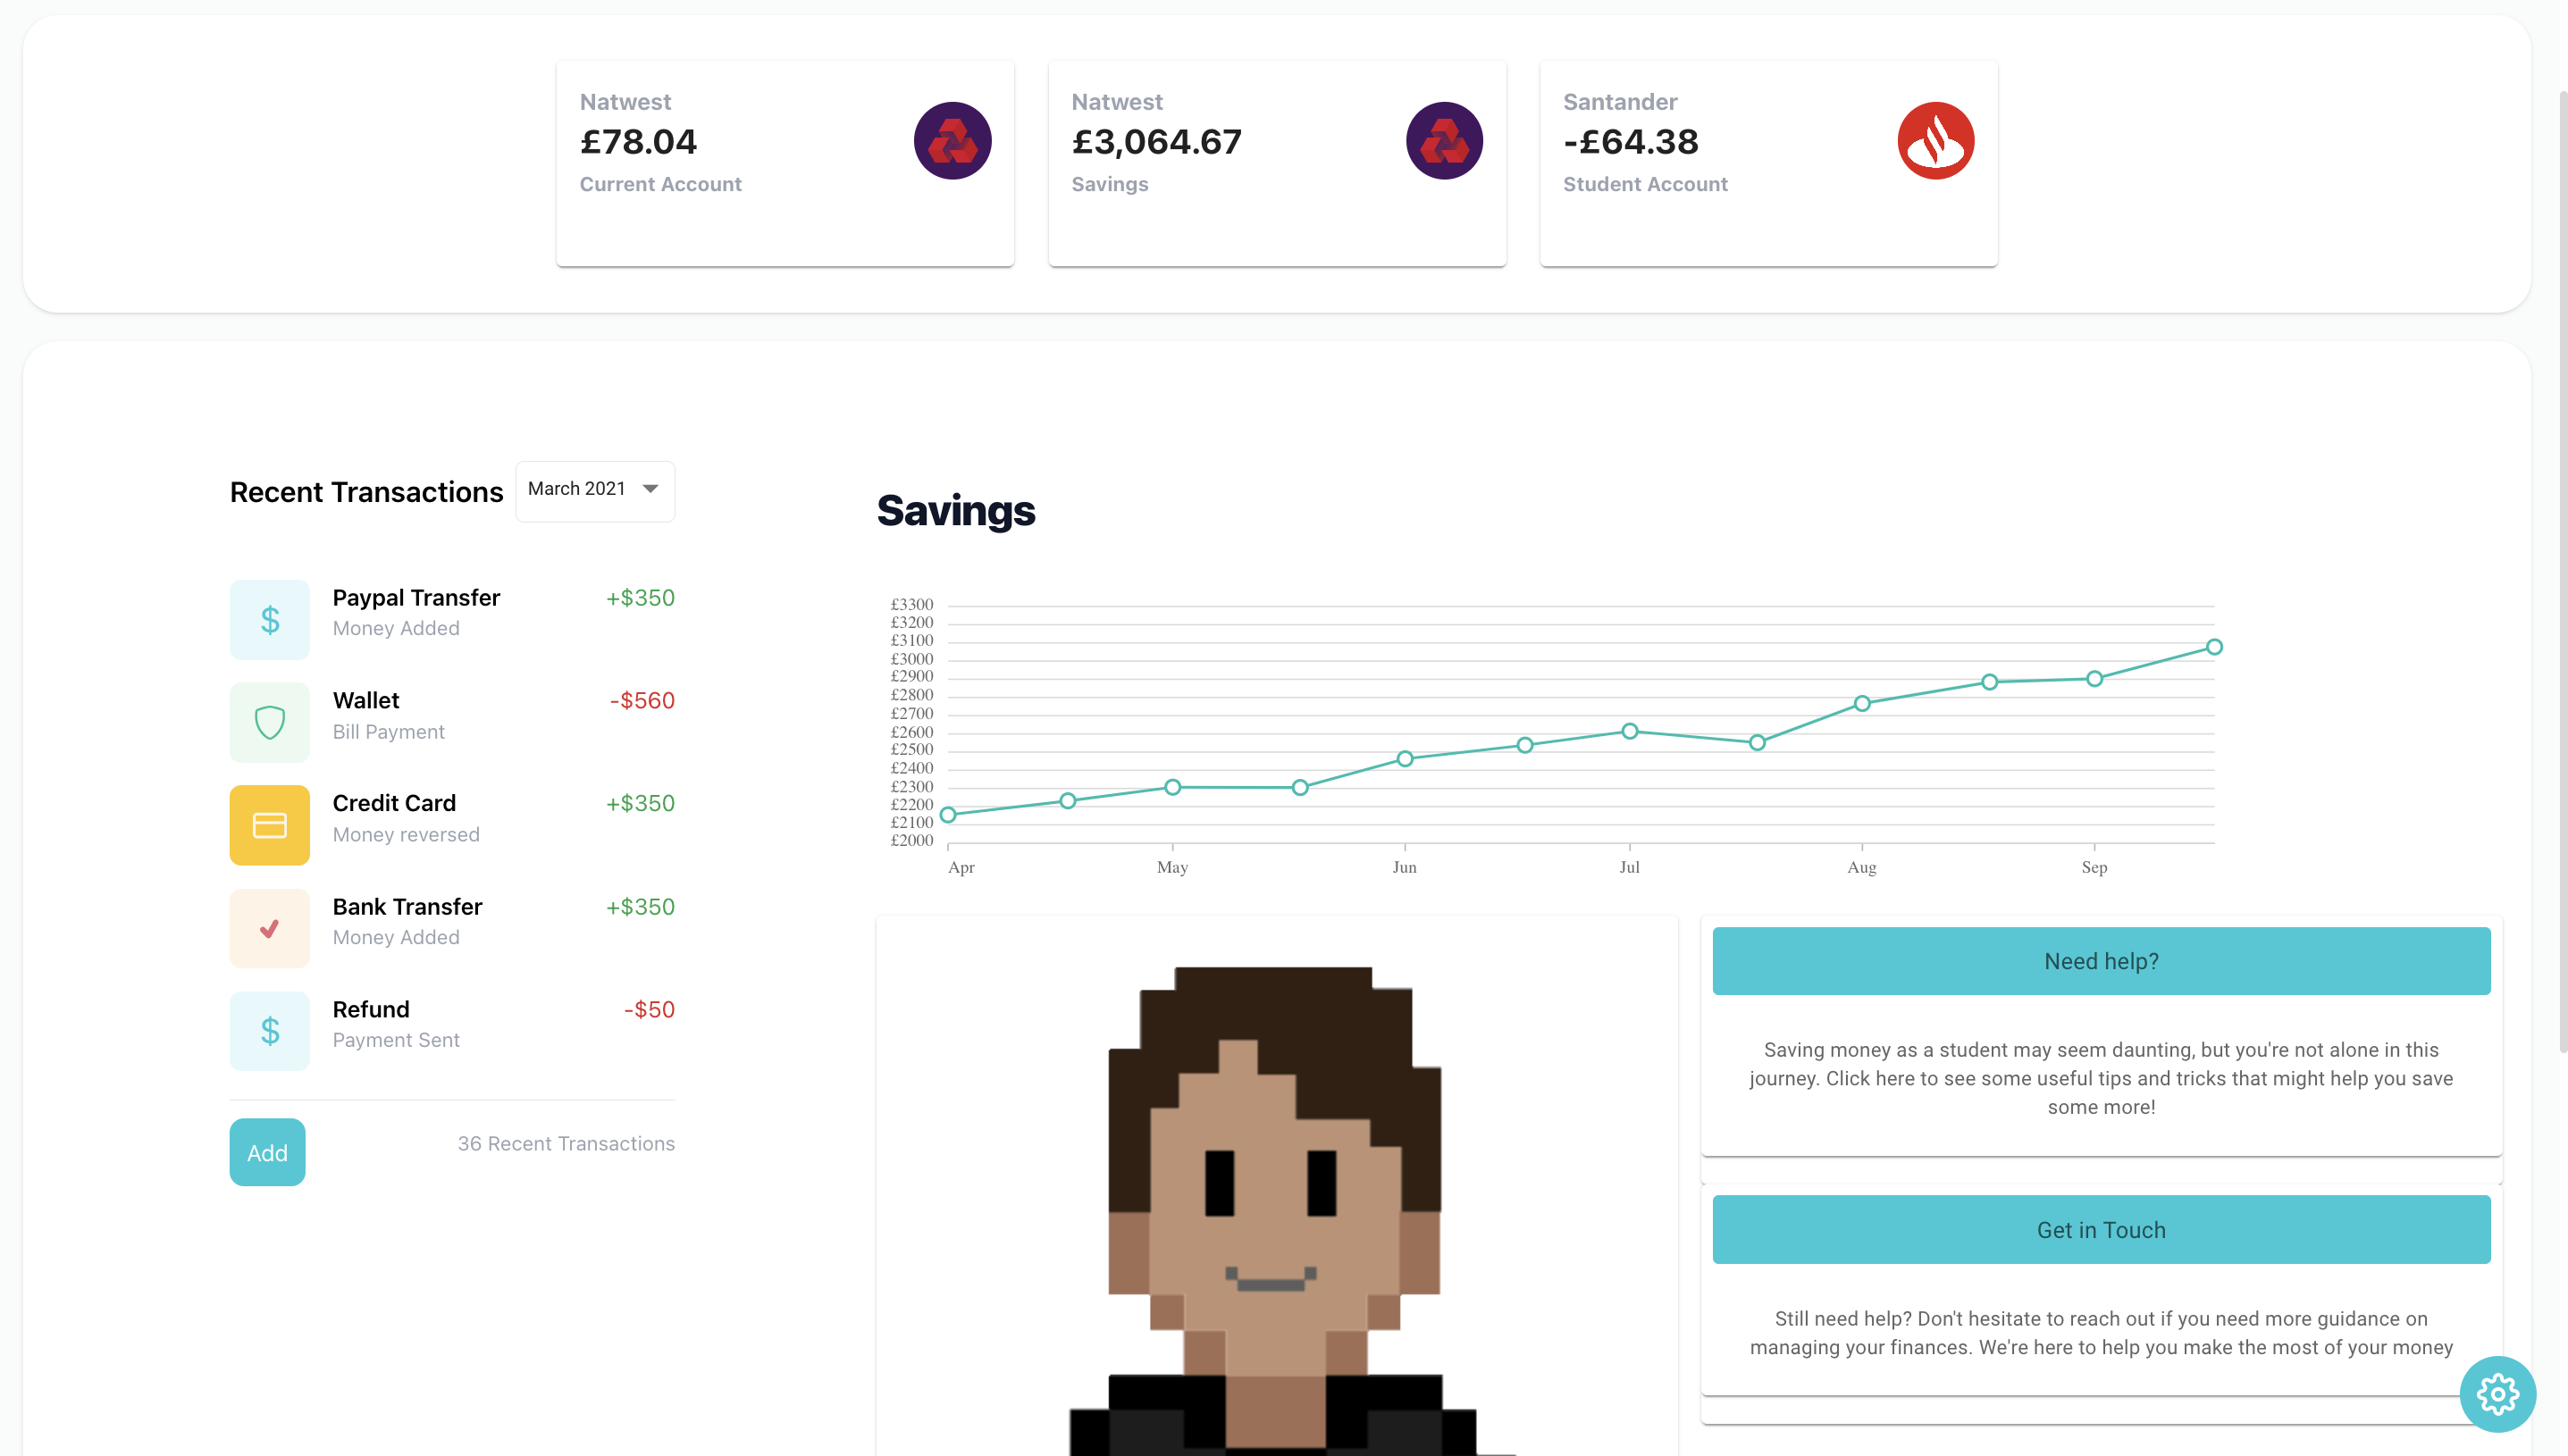 Natwest
£78.04
Current Account
Natwest
£3,064.67
Savings
Santander
-£64.38
Student Account
Recent Transactions
March 2021
Paypal Transfer
+$350
Money Added
Wallet
-$560
Bill Payment
Credit Card
+$350
Money reversed
Bank Transfer
+$350
Money Added
Refund
-$50
Payment Sent
Add
36 Recent Transactions
Savings
£3300
£3200
£3100
£3000
£2900
£2800
£2700
£2600
£2500
£2400
£2300
£2200
£2100
£2000
Apr
May
Jun
Jul
Aug
Sep
Need help?
Saving money as a student may seem daunting, but you're not alone in this
journey. Click here to see some useful tips and tricks that might help you save
some more!
Get in Touch
Still need help? Don't hesitate to reach out if you need more guidance on
managing your finances. We're here to help you make the most of your money